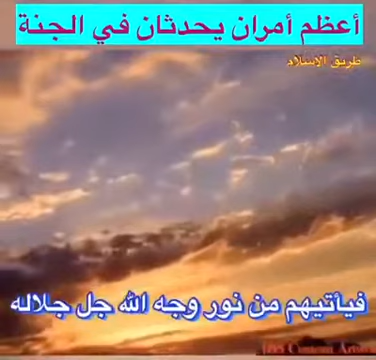 أعظم أمران يحدثان في الجنة
طريق الاسلام
فيأتيهم من نور وجه الله جل جلاله